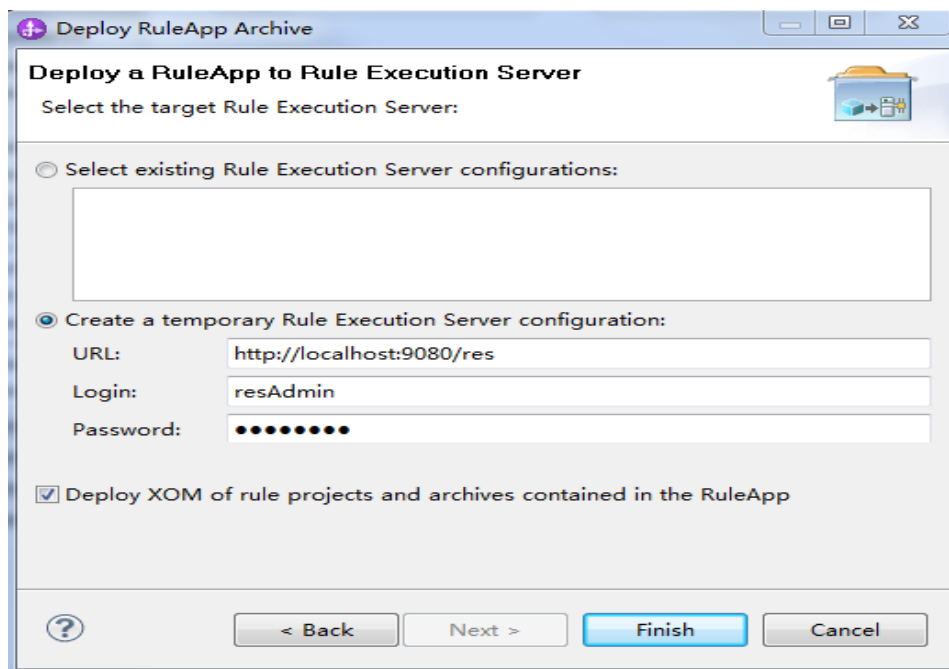 Deploy RuleApp Archive
Deploy a RuleApp to Rule Execution Server
Select the target Rule Execution Server:
Select existing Rule Execution Server configurations:
Create a temporary Rule Execution Server configuration:
URL: http://localhost:9080/res
Login: resAdmin
Password: ●●●●●●●●
Deploy XOM of rule projects and archives contained in the RuleApp
? < Back Next > Finish Cancel